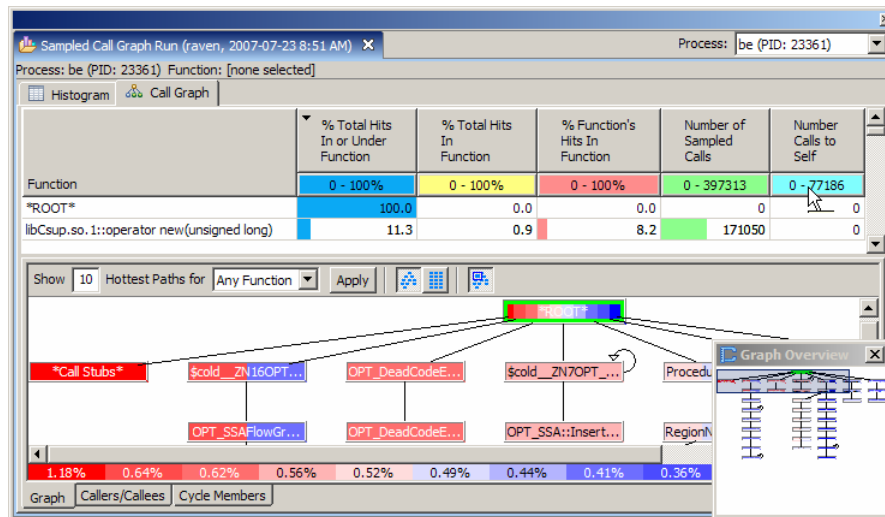 Sampled Call Graph Run (raven, 2007-07-23 8:51 AM)
Process: be (PID: 23361)
Process: be (PID: 23361) Function: [none selected]
Histogram Call Graph
Function
% Total Hits In or Under Function
% Total Hits In Function
% Function's Hits In Function
Number of Sampled Calls
Number Calls to Self
0 - 100% 0 - 100% 0 - 100% 0 - 397313 0 - 77186
*ROOT* 100.0 0.0 0.0 0 0
libCsup.so.1::operator new(unsigned long) 11.3 0.9 8.2 171050 0
Show 10 Hottest Paths for Any Function Apply
*ROOT*
*Call Stubs* $cold__ZN16OPT... OPT_DeadCodeE... $cold__ZN7OPT_... Procedu
Graph Overview
OPT_SSAFlowGr... OPT_DeadCodeE... OPT_SSA::Insert... RegionN
1.18% 0.64% 0.62% 0.56% 0.52% 0.49% 0.44% 0.41% 0.36%
Graph Callers/Callees Cycle Members